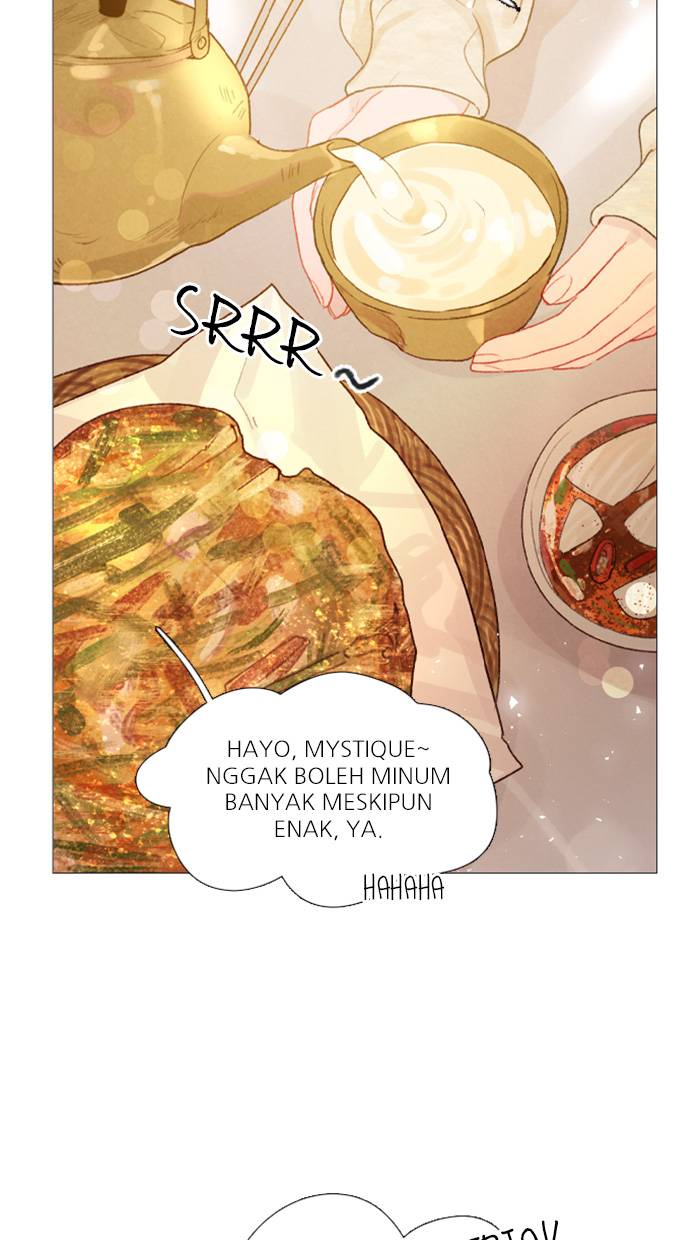 SRRR~
HAYO, MYSTIQUE~
NGGAK BOLEH MINUM
BANYAK MESKIPUN
ENAK, YA.
HAHAHA